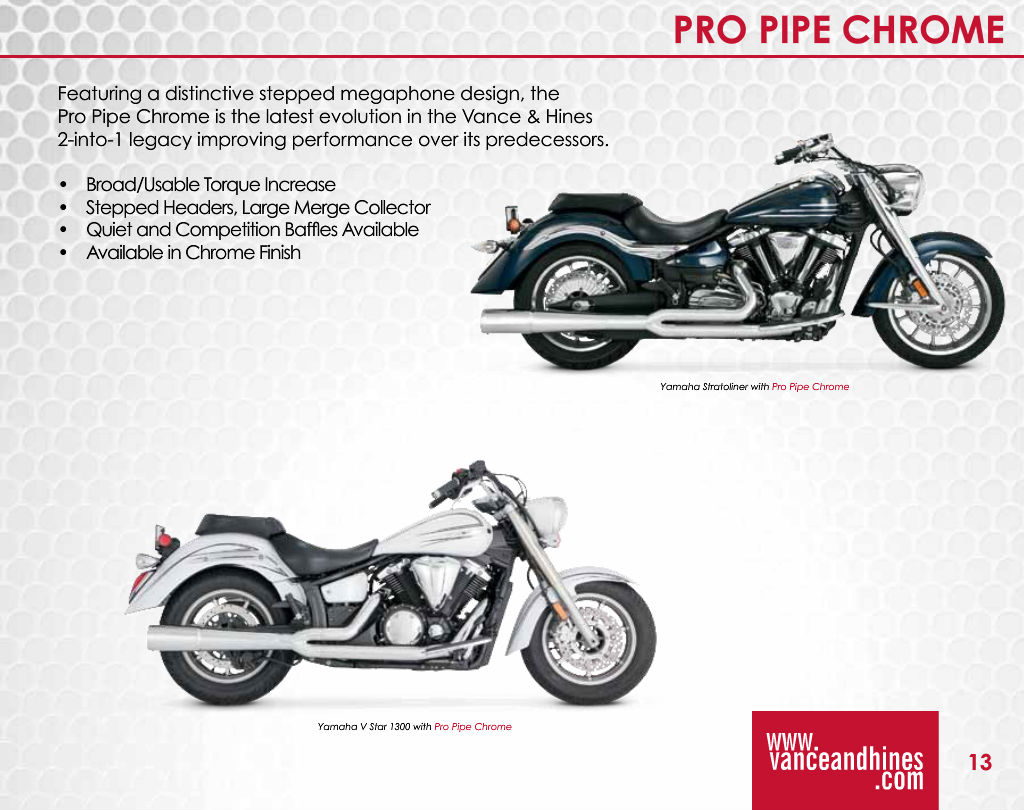 PRO PIPE CHROME
Featuring a distinctive stepped megaphone design, the
Pro Pipe Chrome is the latest evolution in the Vance & Hines
2-into-1 legacy improving performance over its predecessors.
• Broad/Usable Torque Increase
• Stepped Headers, Large Merge Collector
• Quiet and Competition Baffles Available
• Available in Chrome Finish
Yamaha Stratoliner with Pro Pipe Chrome
Yamaha V Star 1300 with Pro Pipe Chrome
www.
vanceandhines
.com
13